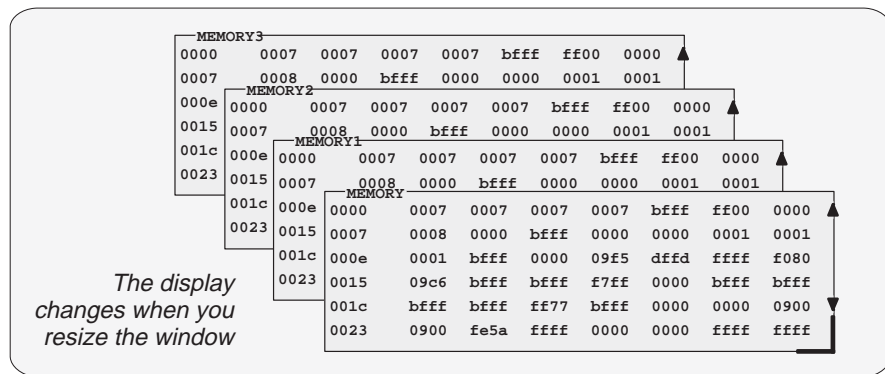 MEMORY3
0000 0007 0007 0007 0007 bfff ff00 0000
0007 0008 0000 bfff 0000 0000 0001 0001
000e
0015
001c
0023
MEMORY2
0000 0007 0007 0007 0007 bfff ff00 0000
0007 0008 0000 bfff 0000 0000 0001 0001
000e
0015
001c
0023
MEMORY1
0000 0007 0007 0007 0007 bfff ff00 0000
0007 0008 0000 bfff 0000 0000 0001 0001
000e
0015
001c
0023
MEMORY
0000 0007 0007 0007 0007 bfff ff00 0000
0007 0008 0000 bfff 0000 0000 0001 0001
000e 0001 bfff 0000 09f5 dffd ffff f080
0015 09c6 bfff bfff f7ff 0000 bfff bfff
001c bfff bfff ff77 bfff 0000 0000 0900
0023 0900 fe5a ffff 0000 0000 ffff ffff
The display
changes when you
resize the window